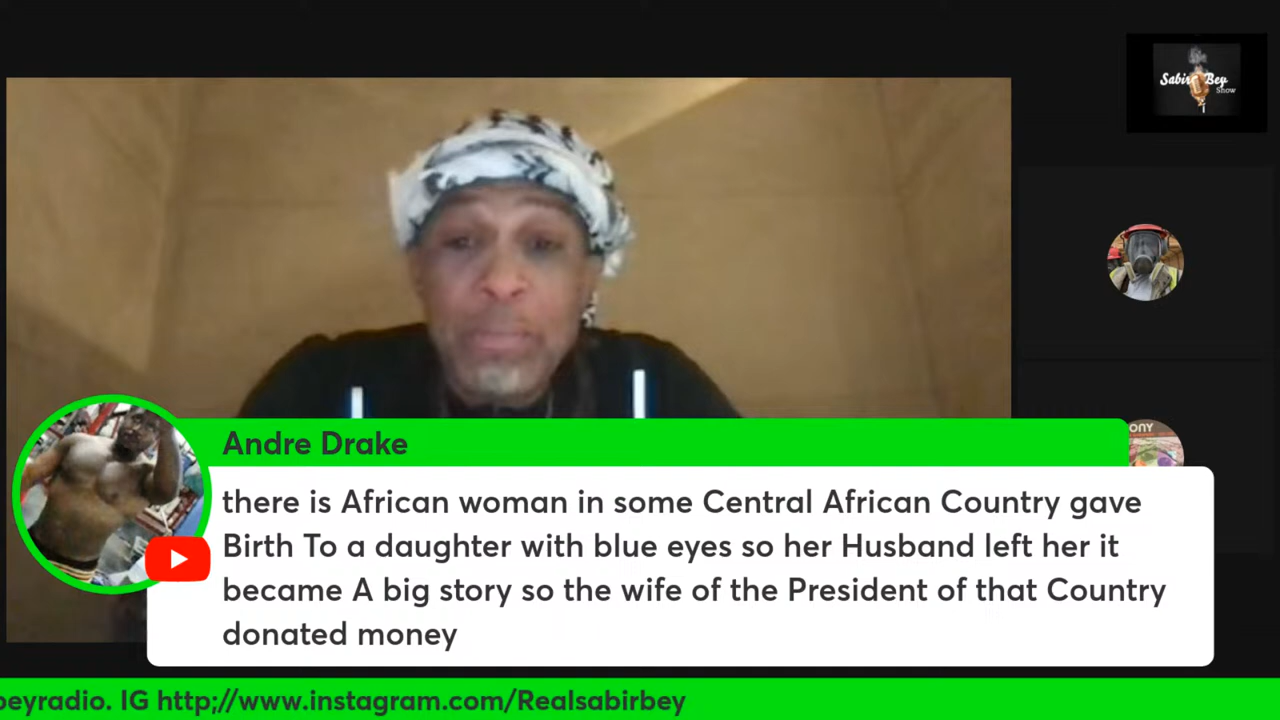 Sabir Bey
Show
ONY
Andre Drake
there is African woman in some Central African Country gave
Birth To a daughter with blue eyes so her Husband left her it
became A big story so the wife of the President of that Country
donated money
beyradio. IG http;//www.instagram.com/Realsabirbey